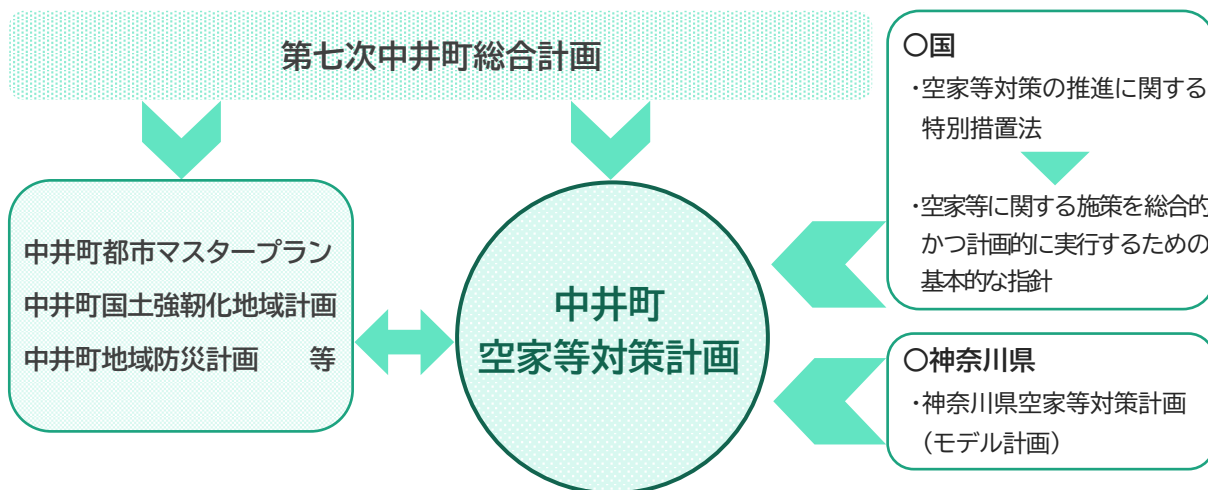 第七次中井町総合計画
中井町都市マスタープラン
中井町国土強靭化地域計画
中井町地域防災計画　等
中井町
空家等対策計画
〇国
・空家等対策の推進に関する
特別措置法
・空家等に関する施策を総合的
かつ計画的に実行するための
基本的な指針
〇神奈川県
・神奈川県空家等対策計画
（モデル計画）